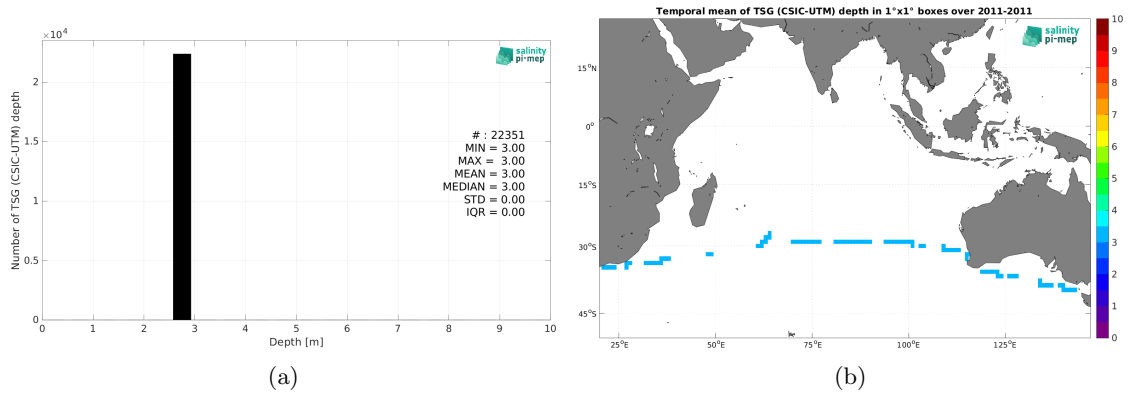 ×10⁴
2
1.5
1
0.5
0
Number of TSG (CSIC-UTM) depth
salinity
pi-mep
# : 22351
MIN = 3.00
MAX = 3.00
MEAN = 3.00
MEDIAN = 3.00
STD = 0.00
IQR = 0.00
0 1 2 3 4 5 6 7 8 9 10
Depth [m]
(a)
Temporal mean of TSG (CSIC-UTM) depth in 1°x1° boxes over 2011-2011
salinity
pi-mep
15°N
0°
15°S
30°S
45°S
25°E 50°E 75°E 100°E 125°E
10
9
8
7
6
5
4
3
2
1
0
(b)